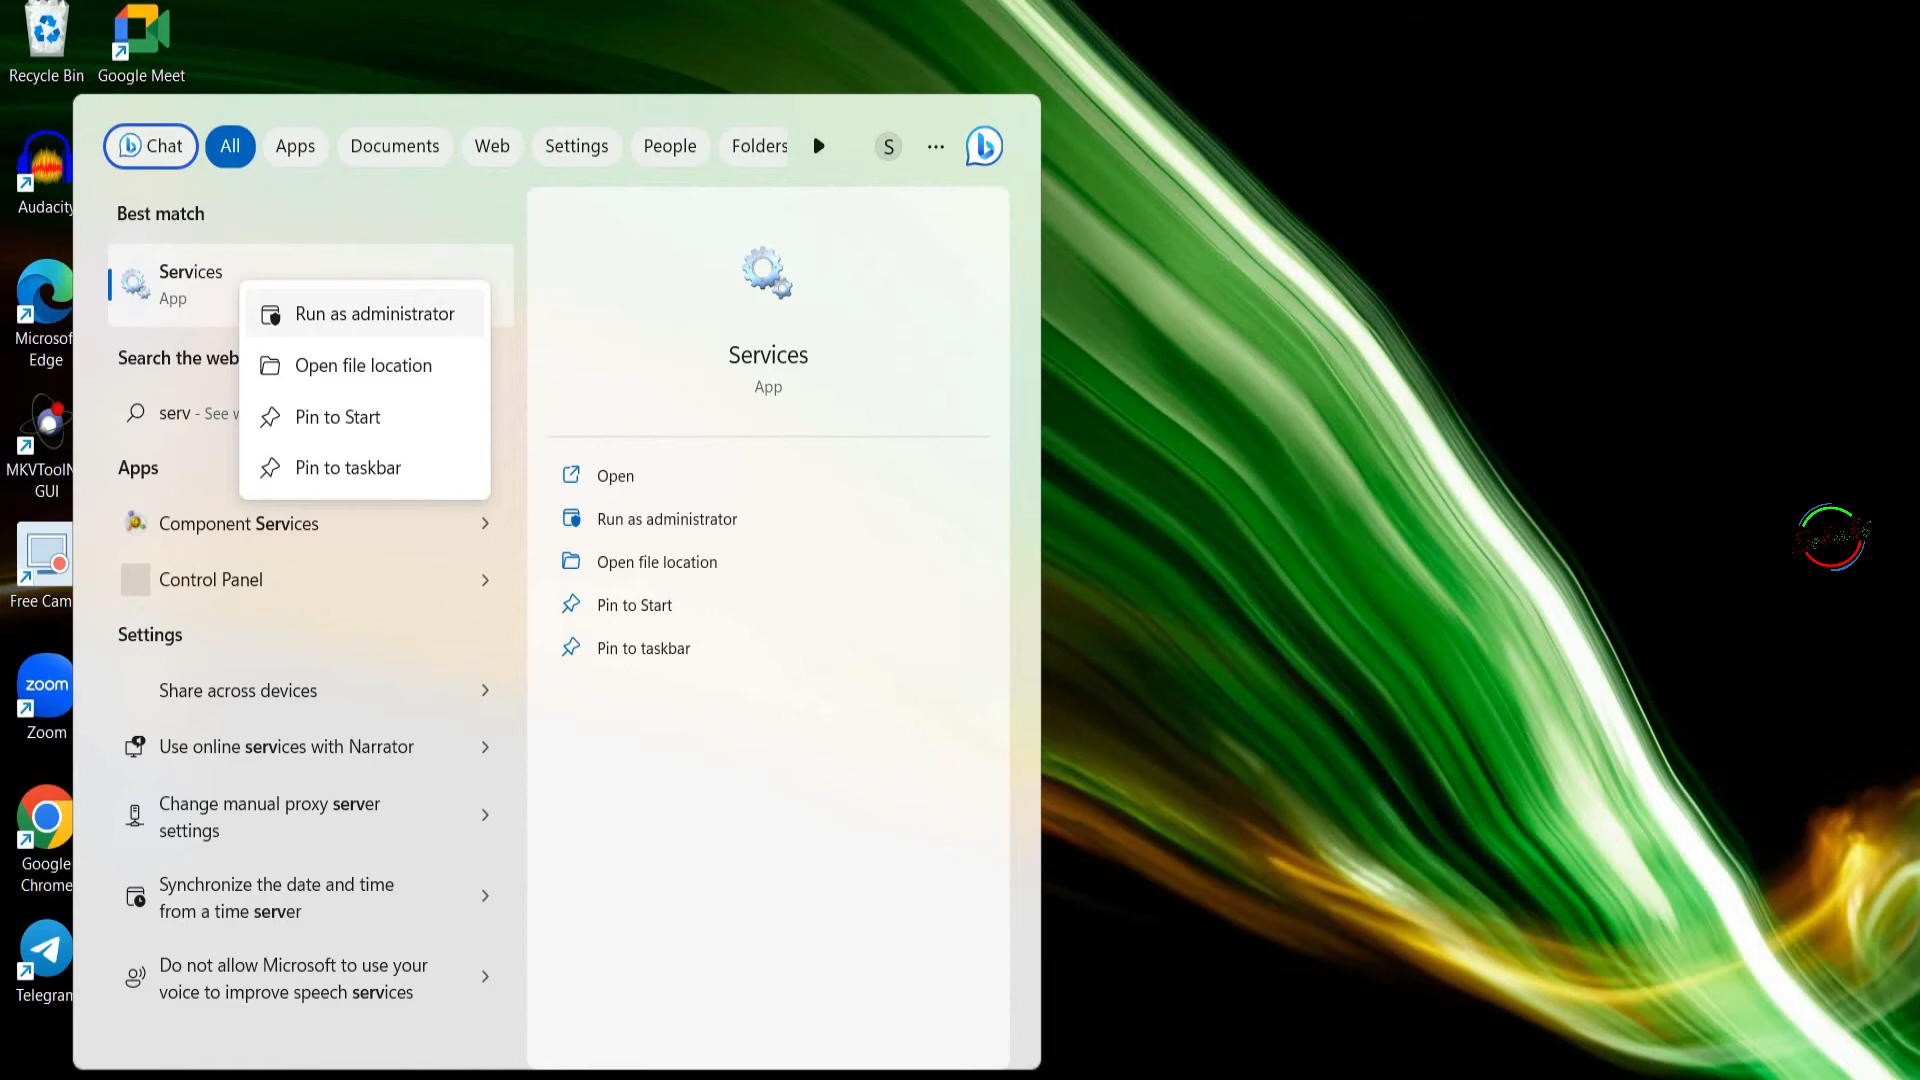 Recycle Bin
Google Meet
Chat
All
Apps
Documents
Web
Settings
People
Folders
S
Audacity
Microsof
Edge
MKVToolN
GUI
Free Cam
zoom
Zoom
Google
Chrome
Telegram
Best match
Services
App
Run as administrator
Open file location
Pin to Start
Pin to taskbar
Search the web
serv - See w
Apps
Component Services
Control Panel
Settings
Share across devices
Use online services with Narrator
Change manual proxy server
settings
Synchronize the date and time
from a time server
Do not allow Microsoft to use your
voice to improve speech services
Services
App
Open
Run as administrator
Open file location
Pin to Start
Pin to taskbar